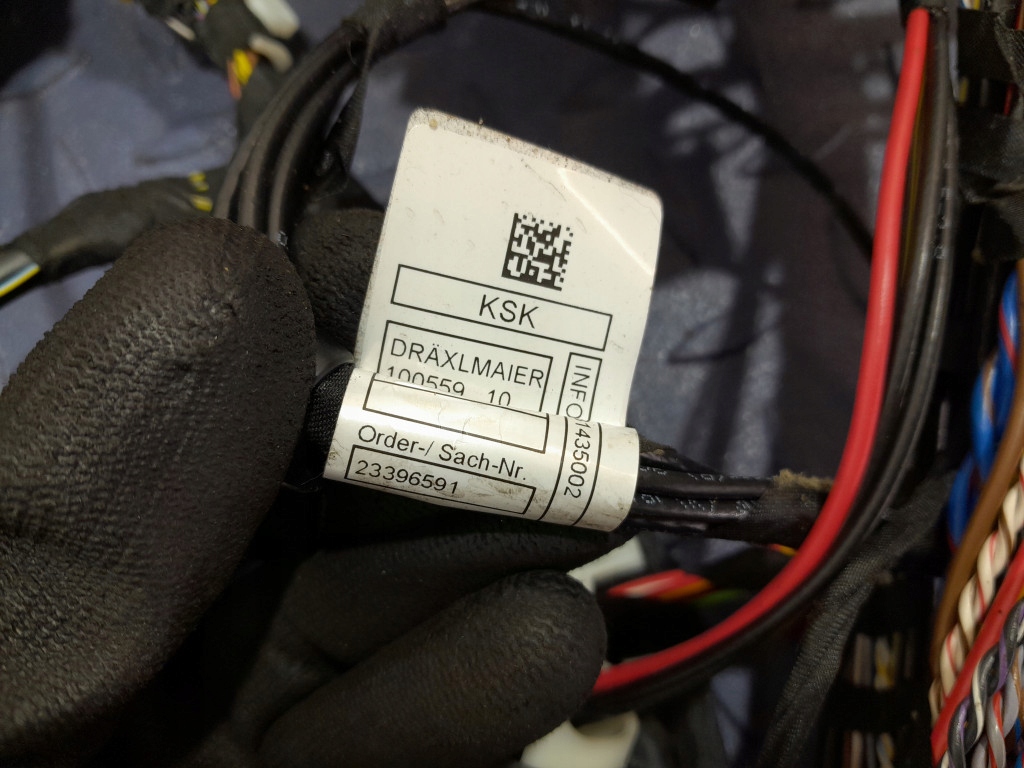 KSK
DRÄXLMAIER
100559 10
INFO
1435002
Order-/ Sach-Nr.
23396591